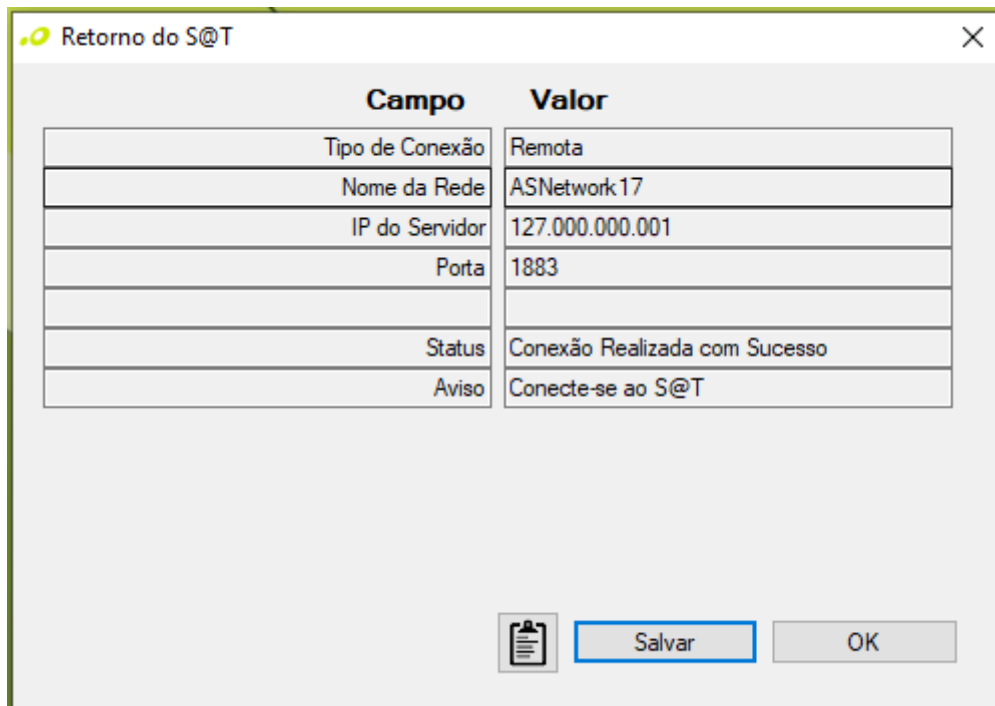 Retorno do S@T
Campo Valor
Tipo de Conexão Remota
Nome da Rede ASNetwork17
IP do Servidor 127.000.000.001
Porta 1883
Status Conexão Realizada com Sucesso
Aviso Conecte-se ao S@T
Salvar OK